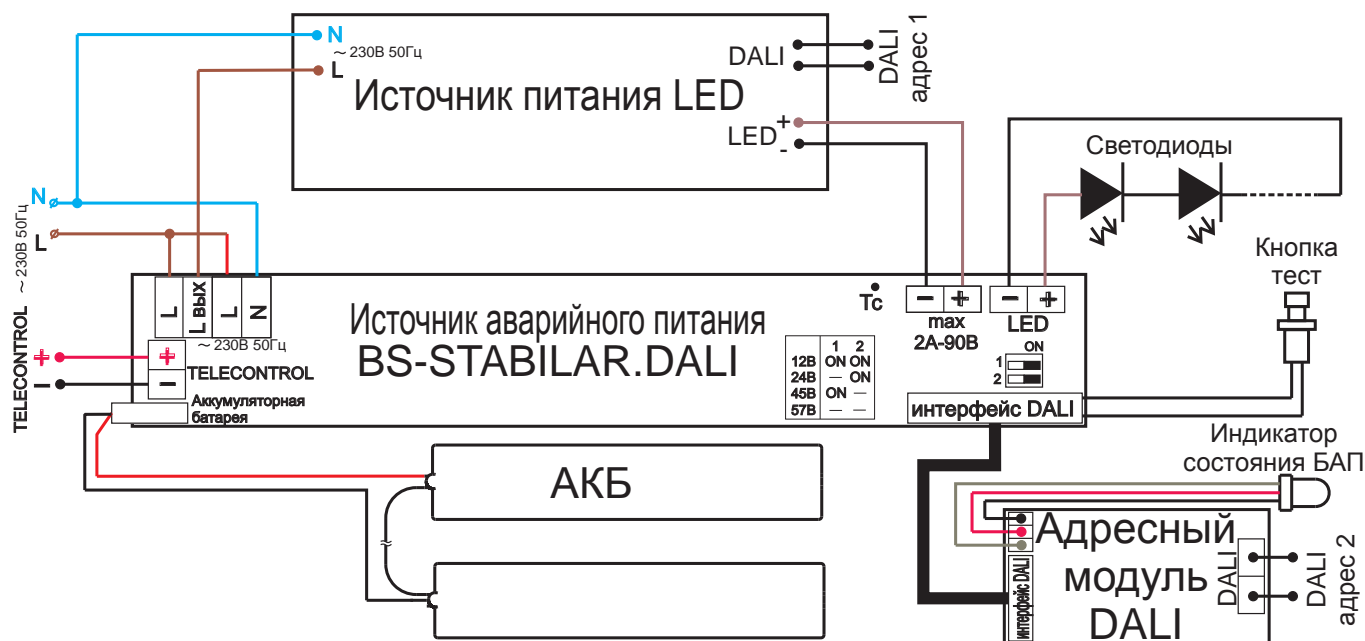 N
~ 230В 50Гц
L
Источник питания LED
DALI
DALI
адрес 1
LED
+
-
Светодиоды
N
L
~ 230В 50Гц
Кнопка
тест
L
L вых
L
N
~ 230В 50Гц
Источник аварийного питания
BS-STABILAR.DALI
Tc
- +
max
2A-90В
- +
LED
ON
1
2
1 2
12В ON ON
24В — ON
45В ON —
57В — —
TELECONTROL
+
-
+
-
TELECONTROL
Аккумуляторная
батарея
интерфейс DALI
Индикатор
состояния БАП
АКБ
Адресный
модуль
DALI
интерфейс DALI
DALI
DALI
адрес 2